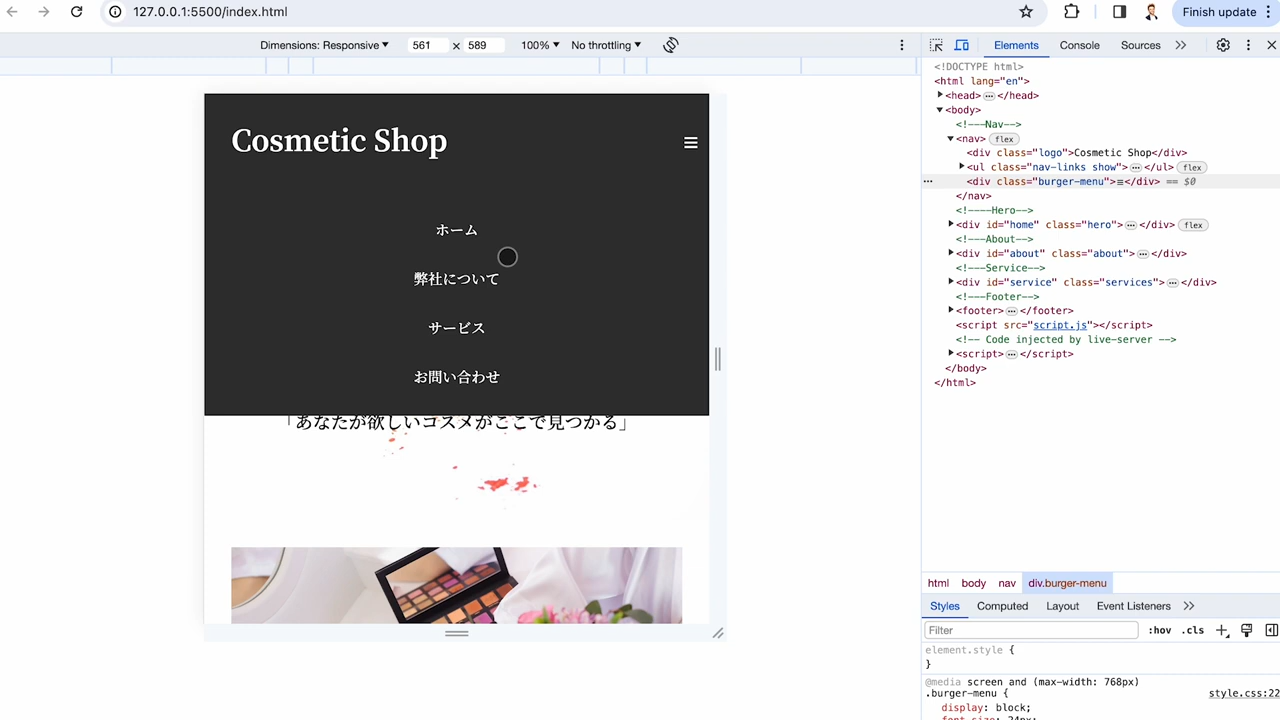 127.0.0.1:5500/index.html
Finish update
Dimensions: Responsive
561 × 589
100%
No throttling
Elements Console Sources
Cosmetic Shop
ホーム
弊社について
サービス
お問い合わせ
「あなたが欲しいコスメがここで見つかる」
<!DOCTYPE html>
<html lang="en">
<head>…</head>
<body>
<!---Nav-->
<nav> flex
<div class="logo">Cosmetic Shop</div>
<ul class="nav-links show">…</ul> flex
<div class="burger-menu">≡</div> == $0
</nav>
<!----Hero-->
<div id="home" class="hero">…</div> flex
<!---About-->
<div id="about" class="about">…</div>
<!---Service-->
<div id="service" class="services">…</div>
<!---Footer-->
<footer>…</footer>
<script src="script.js"></script>
<!-- Code injected by live-server -->
<script>…</script>
</body>
</html>
html body nav div.burger-menu
Styles Computed Layout Event Listeners
Filter :hov .cls
element.style {
}
@media screen and (max-width: 768px)
.burger-menu { style.css:22
display: block;
font-size: 24px;